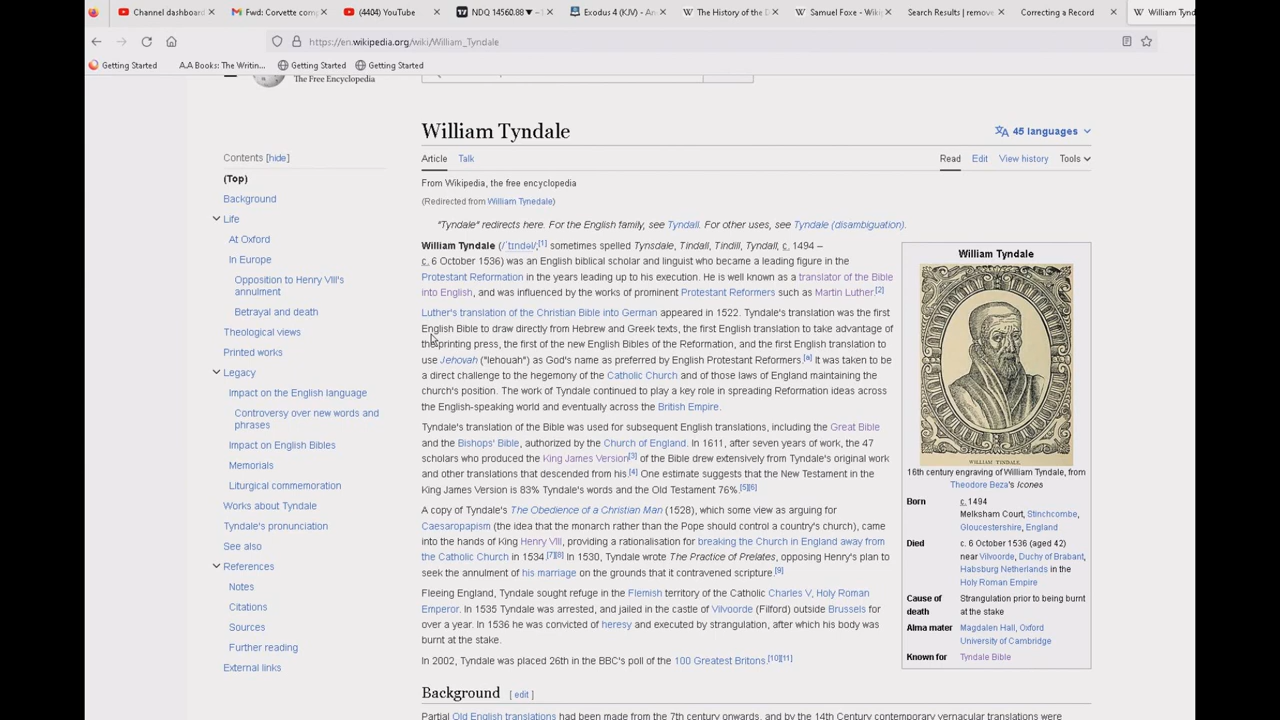 Channel dashboard
Fwd: Corvette com
(4404) YouTube
NDQ 14560.88 ▼
Exodus 4 (KJV) - An
The History of the D
Samuel Foxe - Wiki
Search Results | remove
Correcting a Record
William Tynd
https://en.wikipedia.org/wiki/William_Tyndale
Getting Started
A.A Books: The Writin...
Getting Started
Getting Started
The Free Encyclopedia
William Tyndale
45 languages
Article Talk
Read Edit View history Tools
From Wikipedia, the free encyclopedia
(Redirected from William Tynedale)
"Tyndale" redirects here. For the English family, see Tyndall. For other uses, see Tyndale (disambiguation).
Contents [hide]
(Top)
Background
Life
At Oxford
In Europe
Opposition to Henry VIII's
annulment
Betrayal and death
Theological views
Printed works
Legacy
Impact on the English language
Controversy over new words and
phrases
Impact on English Bibles
Memorials
Liturgical commemoration
Works about Tyndale
Tyndale's pronunciation
See also
References
Notes
Citations
Sources
Further reading
External links
William Tyndale (/ˈtɪndəl/;[1] sometimes spelled Tynsdale, Tindall, Tindill, Tyndall; c. 1494 –
c. 6 October 1536) was an English biblical scholar and linguist who became a leading figure in the
Protestant Reformation in the years leading up to his execution. He is well known as a translator of the Bible
into English, and was influenced by the works of prominent Protestant Reformers such as Martin Luther.[2]
Luther's translation of the Christian Bible into German appeared in 1522. Tyndale's translation was the first
English Bible to draw directly from Hebrew and Greek texts, the first English translation to take advantage of
the printing press, the first of the new English Bibles of the Reformation, and the first English translation to
use Jehovah ("Iehouah") as God's name as preferred by English Protestant Reformers.[a] It was taken to be
a direct challenge to the hegemony of the Catholic Church and of those laws of England maintaining the
church's position. The work of Tyndale continued to play a key role in spreading Reformation ideas across
the English-speaking world and eventually across the British Empire.
Tyndale's translation of the Bible was used for subsequent English translations, including the Great Bible
and the Bishops' Bible, authorized by the Church of England. In 1611, after seven years of work, the 47
scholars who produced the King James Version[3] of the Bible drew extensively from Tyndale's original work
and other translations that descended from his.[4] One estimate suggests that the New Testament in the
King James Version is 83% Tyndale's words and the Old Testament 76%.[5][6]
A copy of Tyndale's The Obedience of a Christian Man (1528), which some view as arguing for
Caesaropapism (the idea that the monarch rather than the Pope should control a country's church), came
into the hands of King Henry VIII, providing a rationalisation for breaking the Church in England away from
the Catholic Church in 1534.[7][8] In 1530, Tyndale wrote The Practice of Prelates, opposing Henry's plan to
seek the annulment of his marriage on the grounds that it contravened scripture.[9]
Fleeing England, Tyndale sought refuge in the Flemish territory of the Catholic Charles V, Holy Roman
Emperor. In 1535 Tyndale was arrested, and jailed in the castle of Vilvoorde (Filford) outside Brussels for
over a year. In 1536 he was convicted of heresy and executed by strangulation, after which his body was
burnt at the stake.
In 2002, Tyndale was placed 26th in the BBC's poll of the 100 Greatest Britons.[10][11]
Background [ edit ]
Partial Old English translations had been made from the 7th century onwards, and by the 14th Century contemporary vernacular translations were
William Tyndale
WILLIAM TINDALE.
16th century engraving of William Tyndale, from
Theodore Beza's Icones
Born c. 1494
Melksham Court, Stinchcombe,
Gloucestershire, England
Died c. 6 October 1536 (aged 42)
near Vilvoorde, Duchy of Brabant,
Habsburg Netherlands in the
Holy Roman Empire
Cause of death Strangulation prior to being burnt
at the stake
Alma mater Magdalen Hall, Oxford
University of Cambridge
Known for Tyndale Bible